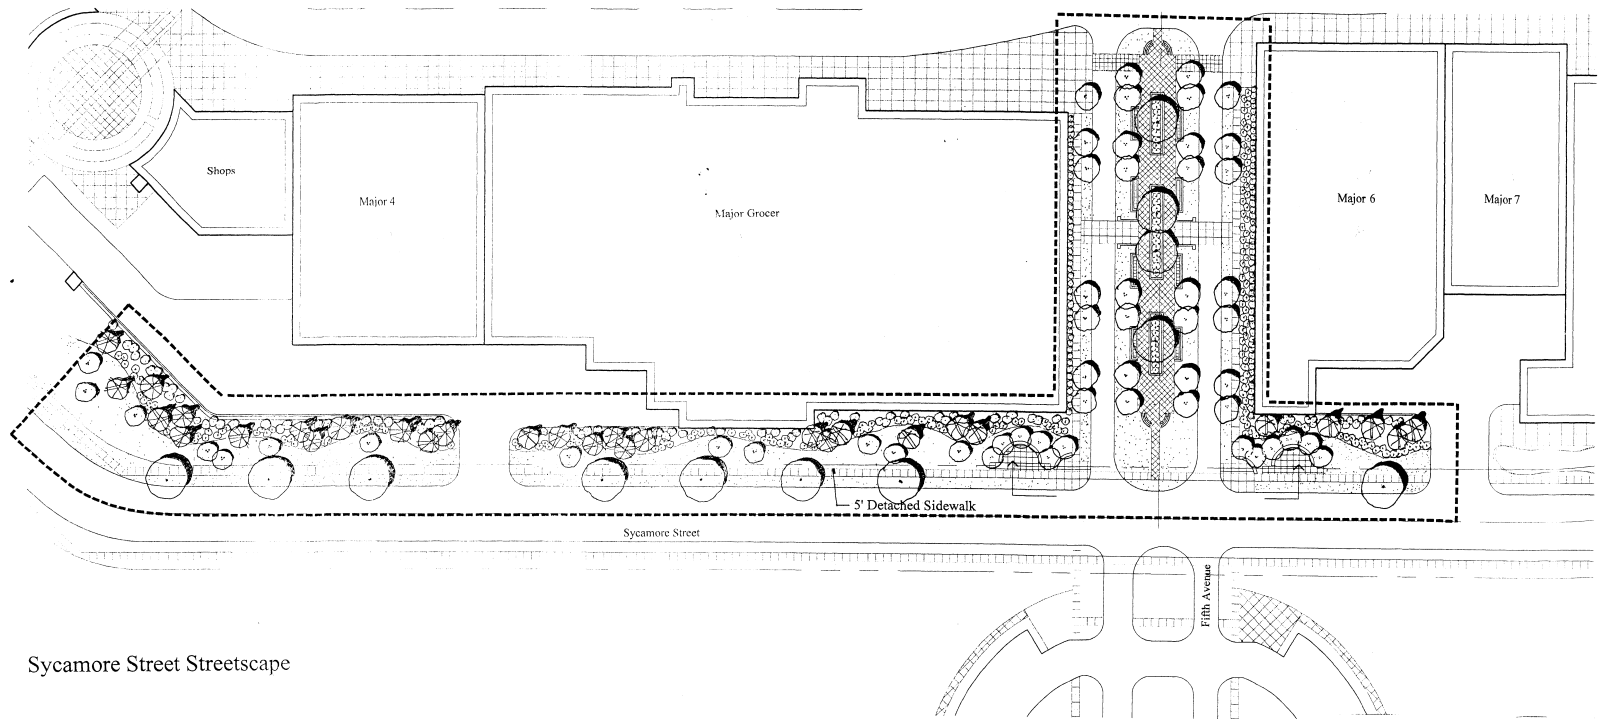 Shops
Major 4
Major Grocer
Major 6
Major 7
5' Detached Sidewalk
Sycamore Street
Fifth Avenue
Sycamore Street Streetscape